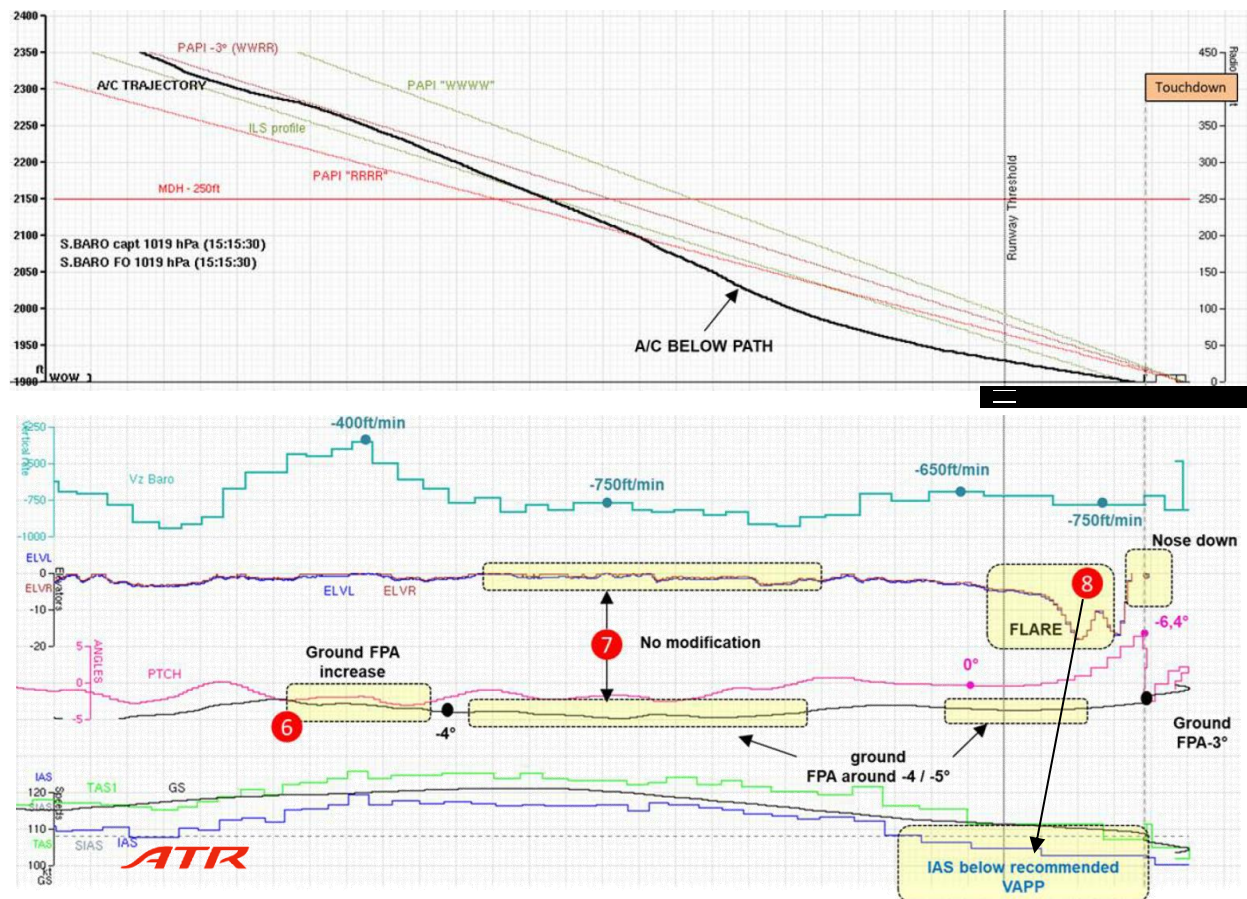 2400
2350
2300
2250
2200
2150
2100
2050
2000
1950
1900
ft
WOW
PAPI -3° (WWRR)
A/C TRAJECTORY
PAPI "WWWW"
ILS profile
PAPI "RRRR"
MDH - 250ft
S.BARO capt 1019 hPa (15:15:30)
S.BARO FO 1019 hPa (15:15:30)
A/C BELOW PATH
Runway Threshold
Touchdown
450
350
300
250
200
150
100
50
0
-400ft/min
Vz Baro
-750
-1000
-750ft/min
-650ft/min
-750ft/min
Nose down
ELVL
ELVR
0
-10
-20
Elevators
ELVL ELVR
FLARE
8
7
No modification
-6,4°
0°
5
0
-5
ANGLES
PTCH
Ground FPA
increase
6
-4°
ground
FPA around -4 / -5°
Ground
FPA-3°
IAS
SIAS
TAS
GS
120
110
100
kt
Speeds
TAS1
GS
SIAS
IAS
ATR
IAS below recommended
VAPP